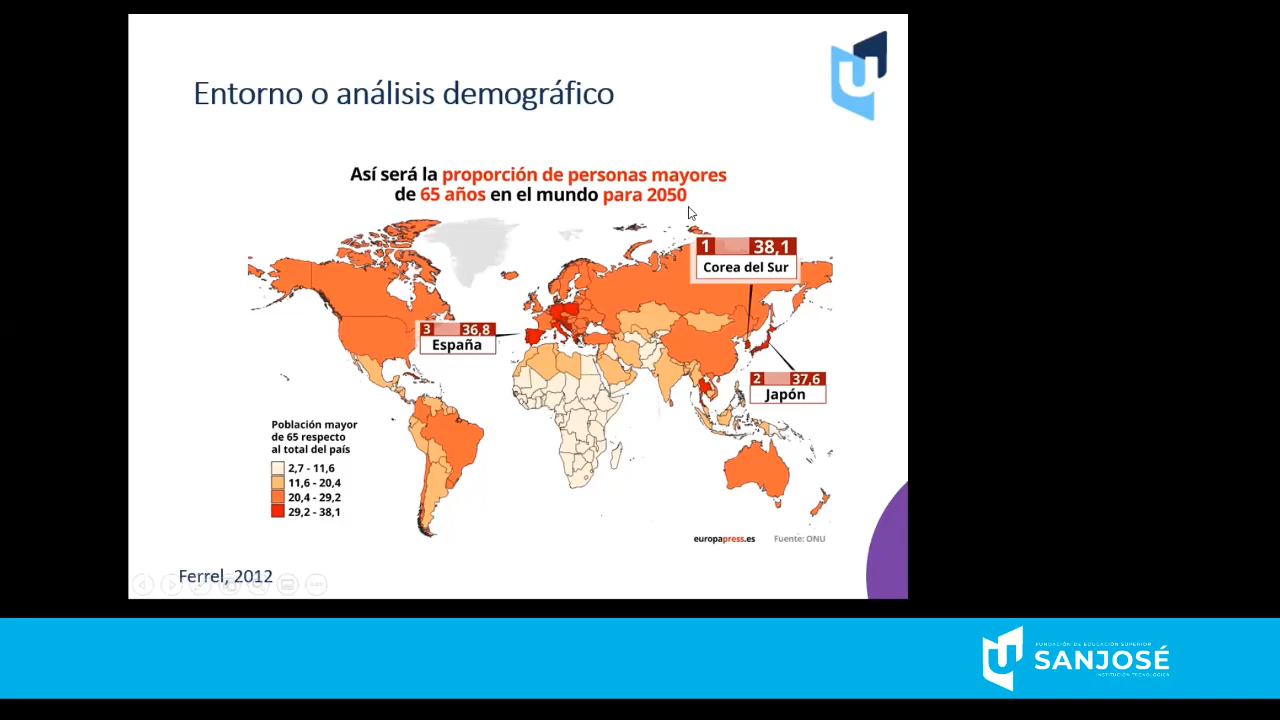 Entorno o análisis demográfico
Así será la proporción de personas mayores
de 65 años en el mundo para 2050
1 38,1
Corea del Sur
3 36,8
España
2 37,6
Japón
Población mayor
de 65 respecto
al total del país
2,7 - 11,6
11,6 - 20,4
20,4 - 29,2
29,2 - 38,1
europapress.es Fuente: ONU
Ferrel, 2012
FUNDACIÓN DE EDUCACIÓN SUPERIOR
SANJOSÉ
INSTITUCIÓN TECNOLÓGICA